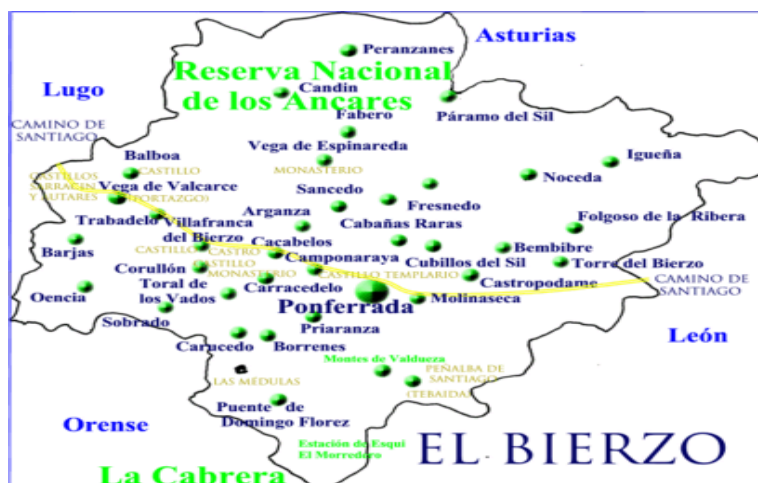 Asturias
Peranzanes
Reserva Nacional
Lugo
Candin
de los Ancares
Páramo del Sil
Fabero
CAMINO DE
SANTIAGO
Vega de Espinareda
Balboa
Igueña
CASTILLO
MONASTERIO
Noceda
CASTILLOS
SARRACIN
Y BUTARES
Vega de Valcarce
(PORTAZGO)
Sancedo
Fresnedo
Trabadelo
Villafranca
del Bierzo
Arganza
Cabañas Raras
Folgoso de la Ribera
Barjas
CASTILLO
CASTRO
Cacabelos
Bembibre
Camponaraya
Cubillos del Sil
Torre del Bierzo
Corullón
CASTILLO
MONASTERIO
CASTILLO TEMPLARIO
Castropodame
CAMINO DE
SANTIAGO
Oencia
Toral de
los Vados
Carracedelo
Ponferrada
Molinaseca
Sobrado
Priaranza
León
Carucedo
Borrenes
Montes de Valdueza
PEÑALBA DE
SANTIAGO
LAS MÉDULAS
(TEBAIDA)
Puente de
Domingo Florez
Orense
Estación de Esquí
El Morredero
EL BIERZO
La Cabrera